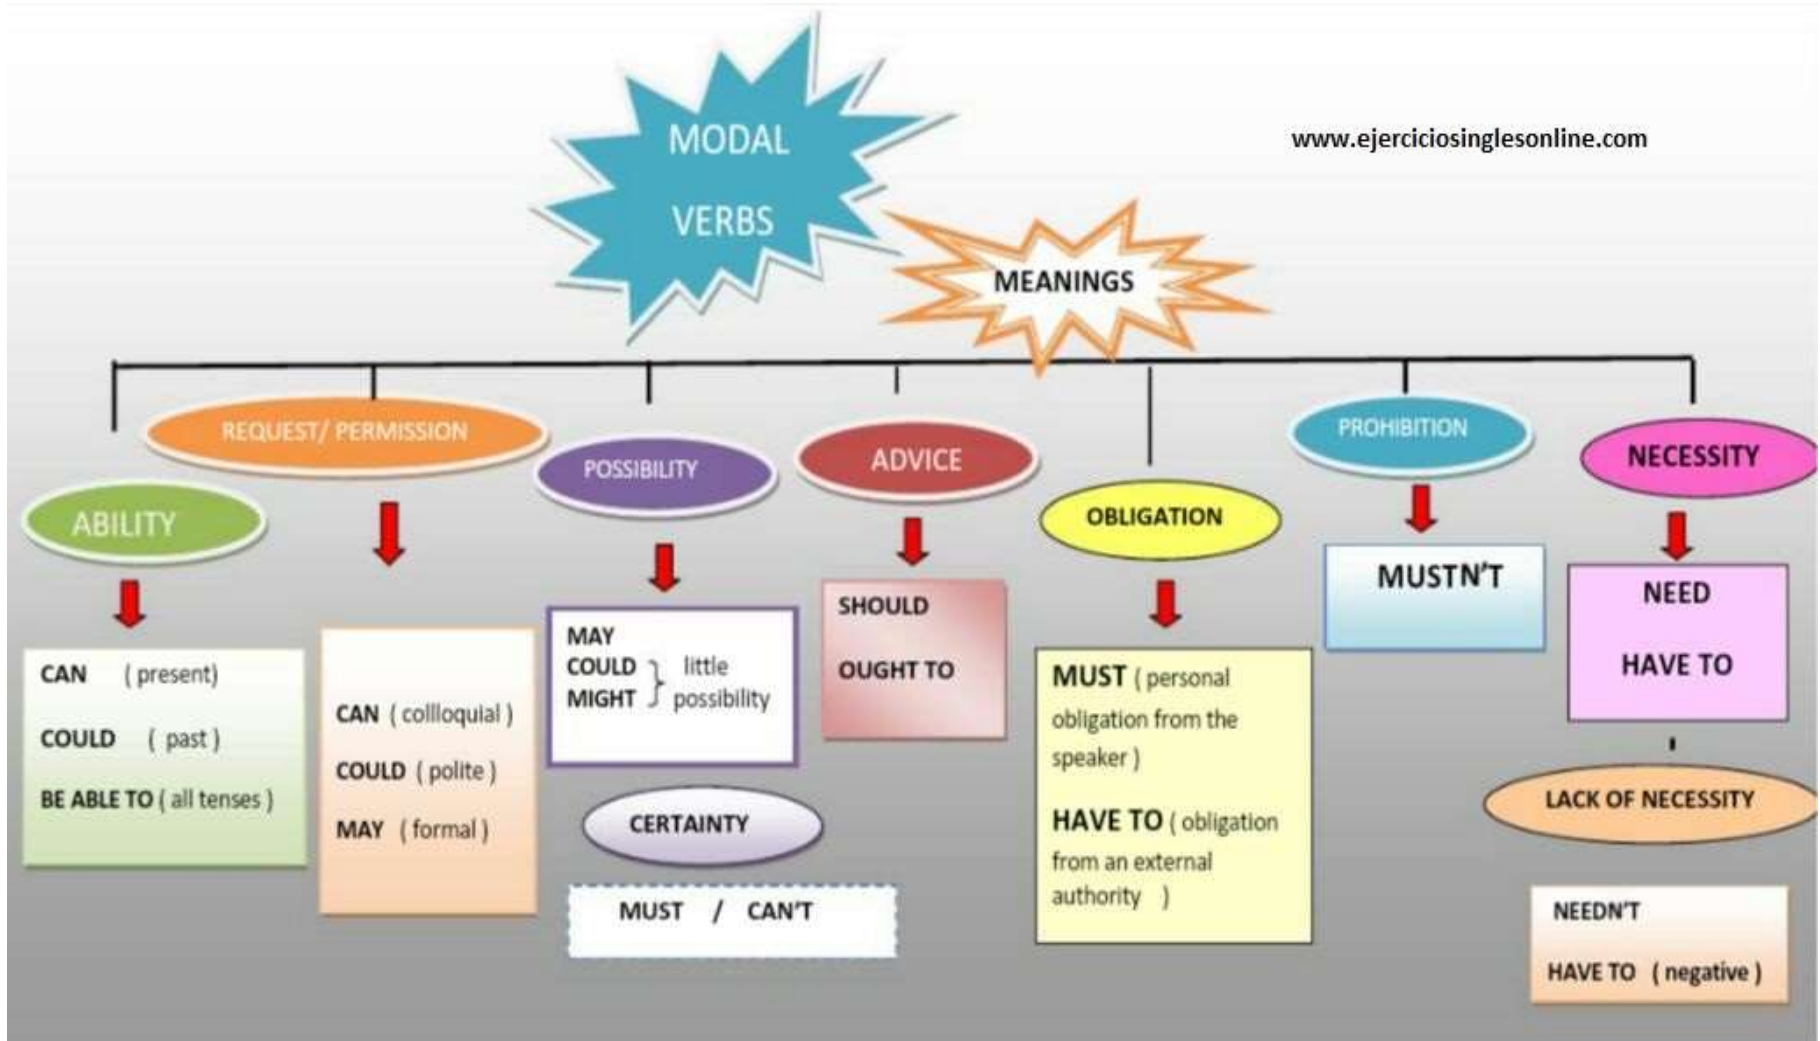 MODAL
VERBS
www.ejerciciosinglesonline.com
MEANINGS
ABILITY
CAN ( present)
COULD ( past )
BE ABLE TO ( all tenses )
REQUEST/ PERMISSION
CAN ( collloquial )
COULD ( polite )
MAY ( formal )
POSSIBILITY
MAY
COULD } little
MIGHT possibility
CERTAINTY
MUST / CAN'T
ADVICE
SHOULD
OUGHT TO
OBLIGATION
MUST ( personal
obligation from the
speaker )
HAVE TO ( obligation
from an external
authority )
PROHIBITION
MUSTN'T
NECESSITY
NEED
HAVE TO
LACK OF NECESSITY
NEEDN'T
HAVE TO ( negative )